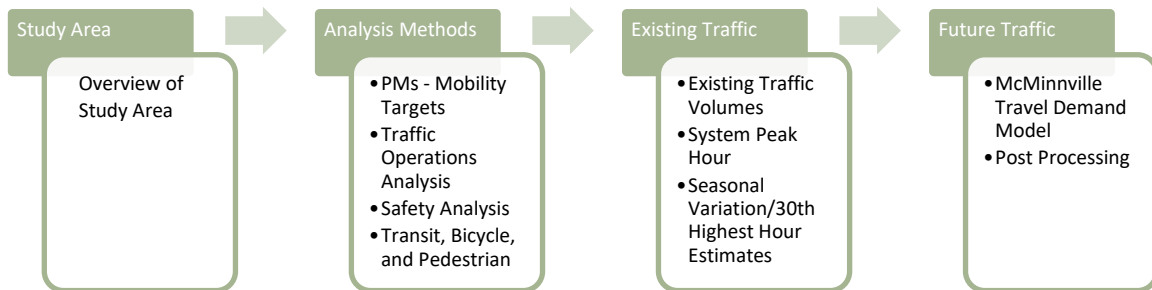 Study Area
Overview of
Study Area
Analysis Methods
•PMs - Mobility
Targets
•Traffic
Operations
Analysis
•Safety Analysis
•Transit, Bicycle,
and Pedestrian
Existing Traffic
•Existing Traffic
Volumes
•System Peak
Hour
•Seasonal
Variation/30th
Highest Hour
Estimates
Future Traffic
•McMinnville
Travel Demand
Model
•Post Processing